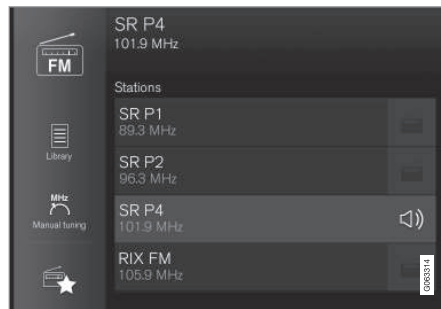 SR P4
101.9 MHz
FM
Stations
SR P1
89.3 MHz
Library
SR P2
96.3 MHz
MHz
Manual tuning
SR P4
101.9 MHz
RIX FM
105.9 MHz
G063314